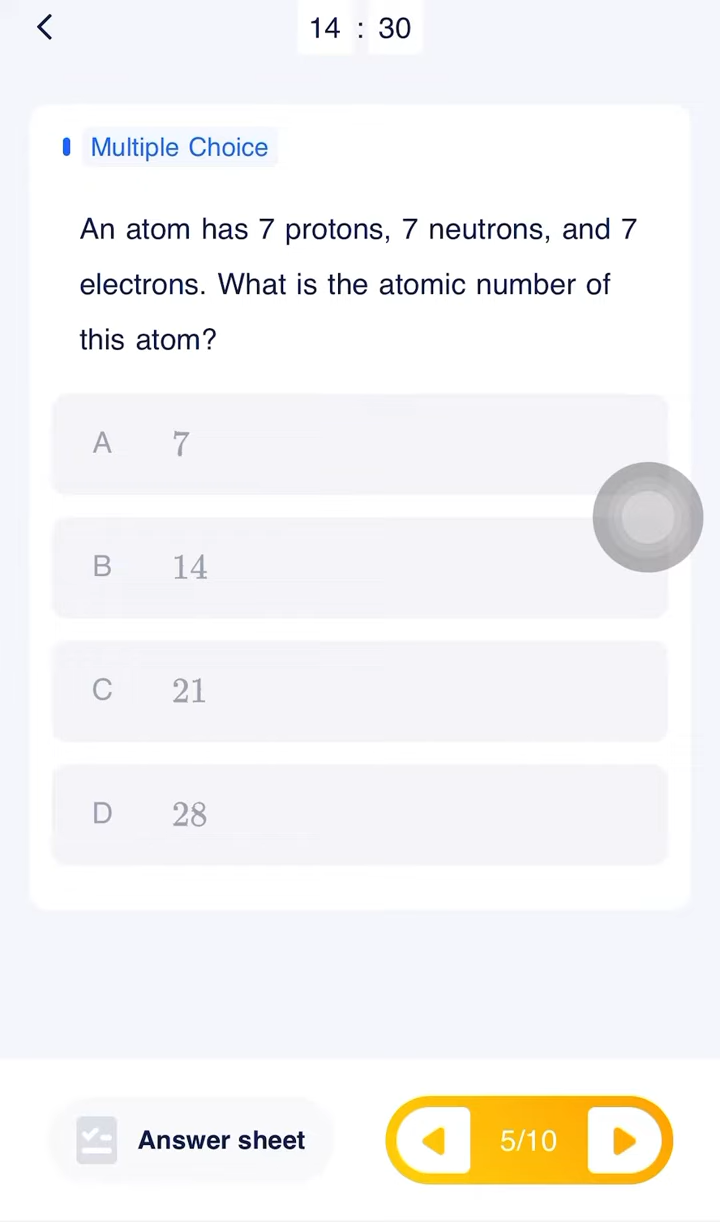 14 : 30
Multiple Choice
An atom has 7 protons, 7 neutrons, and 7
electrons. What is the atomic number of
this atom?
A 7
B 14
C 21
D 28
Answer sheet
5/10